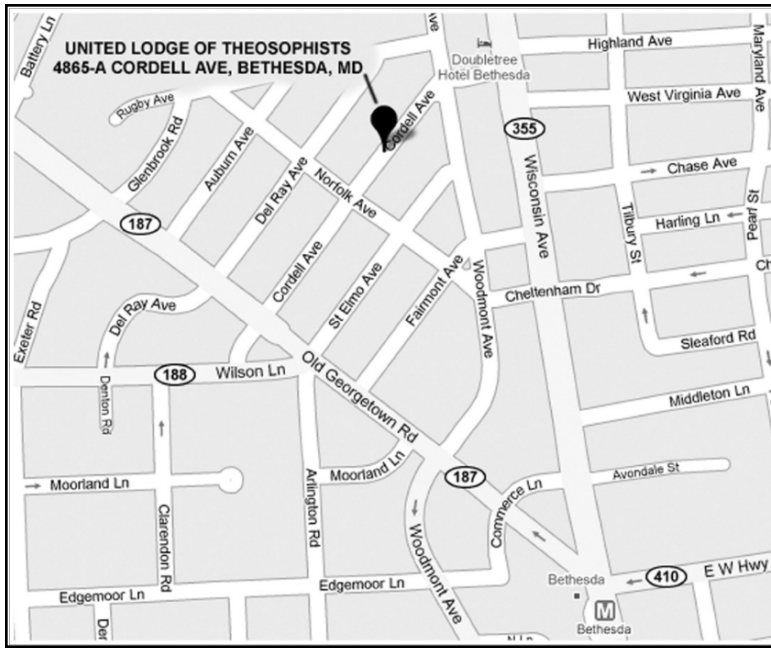 UNITED LODGE OF THEOSOPHISTS
4865-A CORDELL AVE, BETHESDA, MD
Battery Ln
Rugby Ave
Glenbrook Rd
Auburn Ave
Del Ray Ave
Norfolk Ave
Cordell Ave
Doubletree
Hotel Bethesda
Highland Ave
Maryland Ave
West Virginia Ave
355
Wisconsin Ave
Chase Ave
Tilbury St
Harling Ln
Pearl St
187
Cordell Ave
St Elmo Ave
Fairmont Ave
Woodmont Ave
Cheltenham Dr
Ch
Exeter Rd
Del Ray Ave
Sleaford Rd
188
Wilson Ln
Old Georgetown Rd
Denton Rd
Middleton Ln
Moorland Ln
Clarendon Rd
Arlington Rd
Moorland Ln
187
Commerce Ln
Avondale St
Woodmont Ave
Edgemoor Ln
Edgemoor Ln
Bethesda
410
E W Hwy
M
Bethesda
Der
Ave